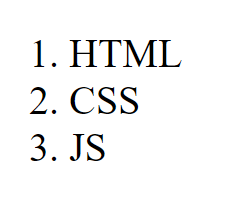 1. HTML
2. CSS
3. JS